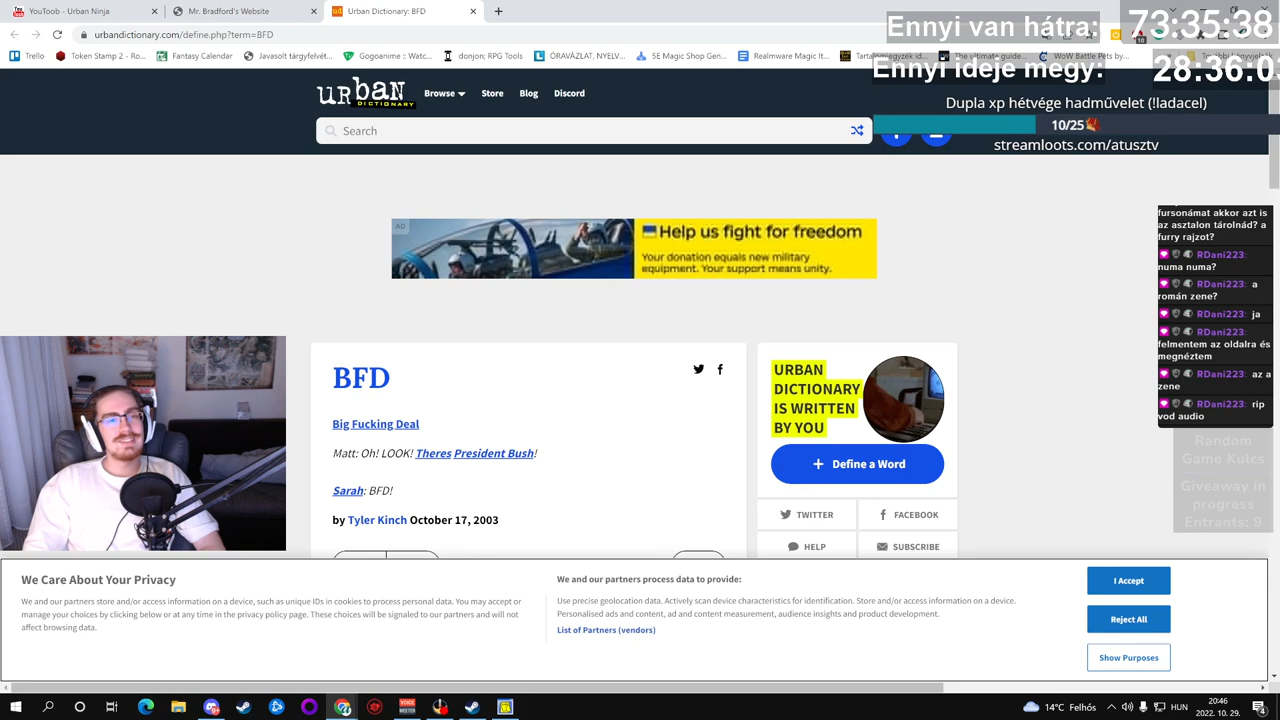 YouToob - Urban Ninja
Mr. Bradford's Website
Urban Dictionary: BFD
urbandictionary.com/define.php?term=BFD
Ennyi van hátra: 73:35:38
Trello
Token Stamp 2 - Ro...
Fantasy Calendar
Javasolt tárgyfelvét...
Gogoanime :: Watc...
donjon; RPG Tools
ÓRAVÁZLAT, NYELV...
5E Magic Shop Gen...
Realmware Magic It...
Tartalomjegyzék id...
The ultimate guide...
WoW Battle Pets by...
Ennyi ideje megy: 28:36:03
Dupla xp hétvége hadművelet (!ladacel)
10/25
streamloots.com/atusztv
urban
DICTIONARY
Browse
Store
Blog
Discord
Search
AD
Help us fight for freedom
Your donation equals new military
equipment. Your support means unity.
fursonámat akkor azt is
az asztalon tárolnád? a
furry rajzot?
RDani223:
numa numa?
RDani223: a
román zene?
RDani223: ja
RDani223:
felmentem az oldalra és
megnéztem
RDani223: az a
zene
RDani223: rip
vod audio
Random
Game Kulcs
Giveaway in
progress
Entrants: 9
BFD
Big Fucking Deal
Matt: Oh! LOOK! Theres President Bush!
Sarah: BFD!
by Tyler Kinch October 17, 2003
URBAN
DICTIONARY
IS WRITTEN
BY YOU
Define a Word
TWITTER
FACEBOOK
HELP
SUBSCRIBE
We Care About Your Privacy
We and our partners store and/or access information on a device, such as unique IDs in cookies to process personal data. You may accept or
manage your choices by clicking below or at any time in the privacy policy page. These choices will be signaled to our partners and will not
affect browsing data.
We and our partners process data to provide:
Use precise geolocation data. Actively scan device characteristics for identification. Store and/or access information on a device.
Personalised ads and content, ad and content measurement, audience insights and product development.
List of Partners (vendors)
I Accept
Reject All
Show Purposes
14°C Felhős
HUN
20:46
2022. 10. 29.